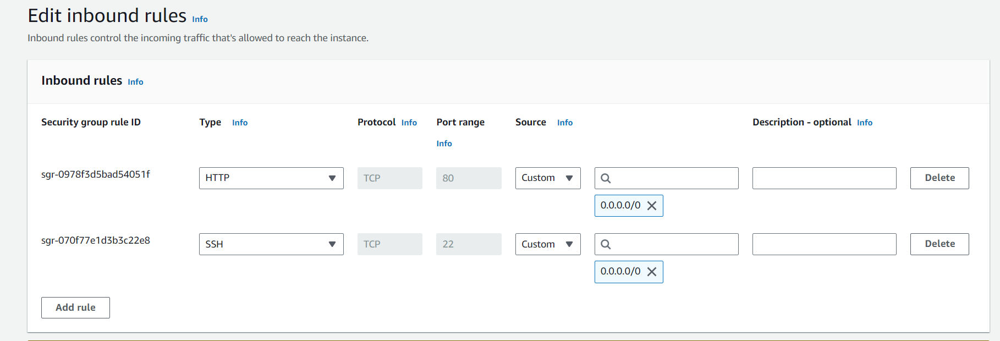 Edit inbound rules Info
Inbound rules control the incoming traffic that's allowed to reach the instance.
Inbound rules Info
Security group rule ID Type Info Protocol Info Port range Info Source Info Description - optional Info
sgr-0978f3d5bad54051f HTTP TCP 80 Custom Delete
0.0.0.0/0
sgr-070f77e1d3b3c22e8 SSH TCP 22 Custom Delete
0.0.0.0/0
Add rule